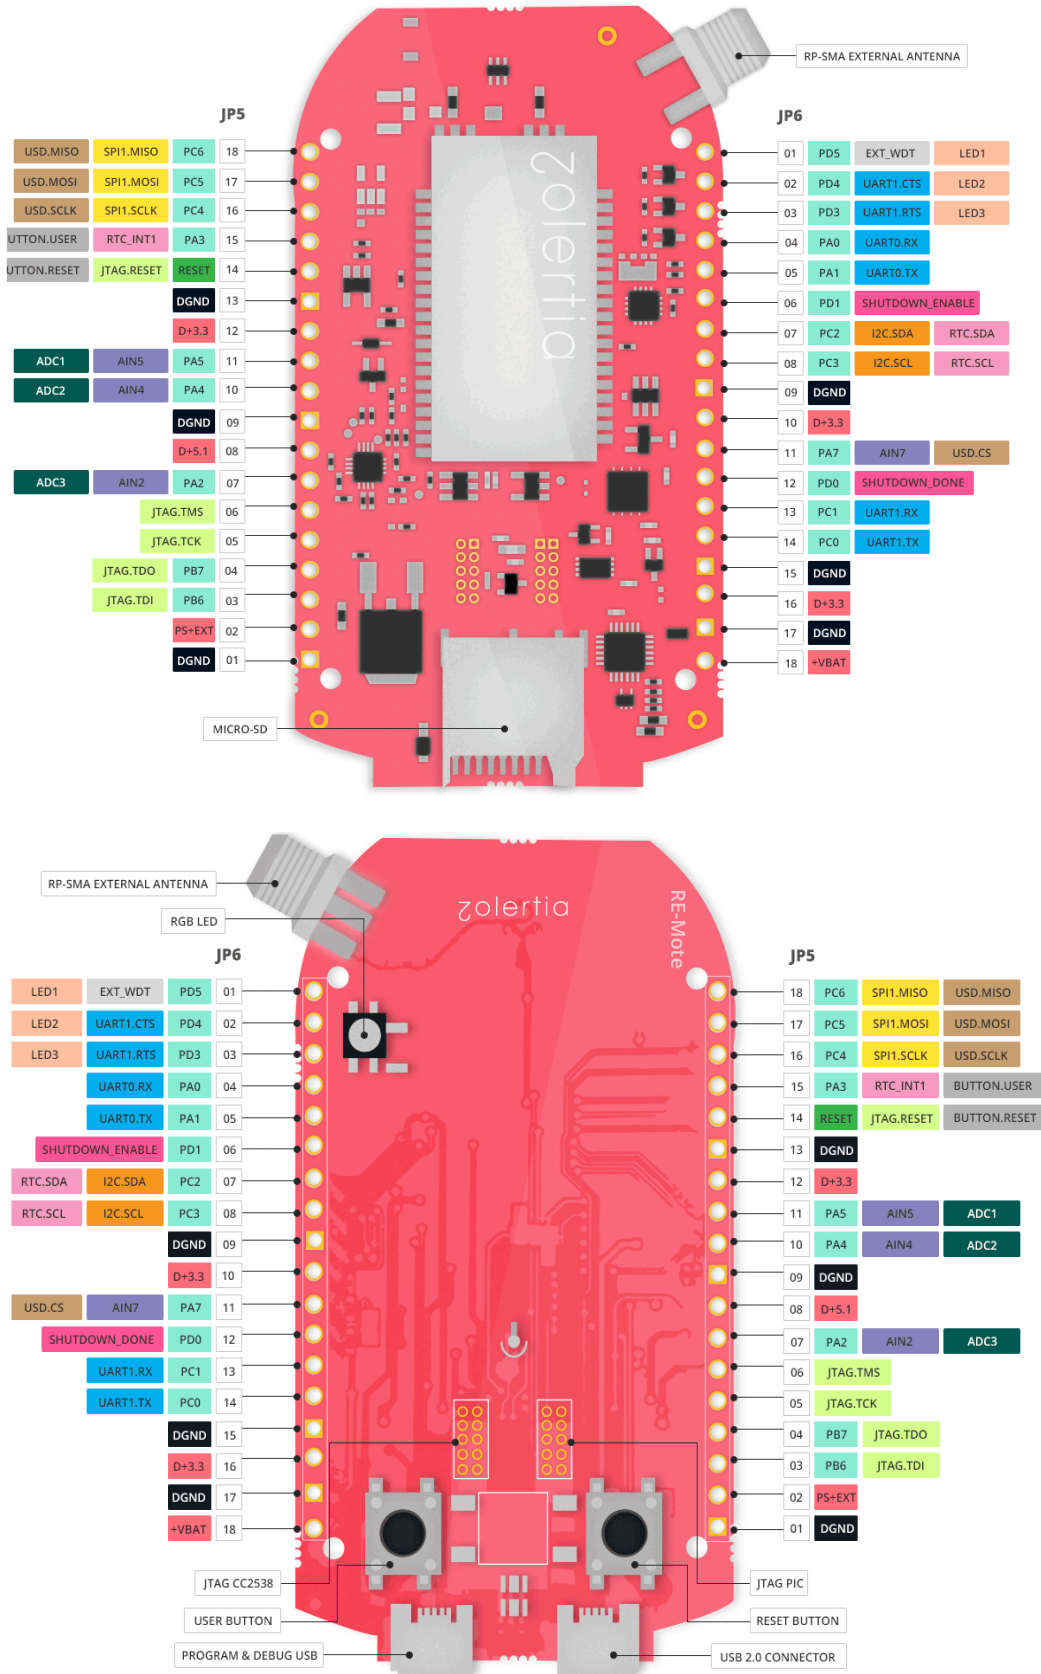 RP-SMA EXTERNAL ANTENNA
JP5
JP6
USD.MISO SPI1.MISO PC6 18
USD.MOSI SPI1.MOSI PC5 17
USD.SCLK SPI1.SCLK PC4 16
UTTON.USER RTC_INT1 PA3 15
UTTON.RESET JTAG.RESET RESET 14
DGND 13
D+3.3 12
ADC1 AIN5 PA5 11
ADC2 AIN4 PA4 10
DGND 09
D+5.1 08
ADC3 AIN2 PA2 07
JTAG.TMS 06
JTAG.TCK 05
JTAG.TDO PB7 04
JTAG.TDI PB6 03
PS+EXT 02
DGND 01
zolertia
01 PD5 EXT_WDT LED1
02 PD4 UART1.CTS LED2
03 PD3 UART1.RTS LED3
04 PA0 UART0.RX
05 PA1 UART0.TX
06 PD1 SHUTDOWN_ENABLE
07 PC2 I2C.SDA RTC.SDA
08 PC3 I2C.SCL RTC.SCL
09 DGND
10 D+3.3
11 PA7 AIN7 USD.CS
12 PD0 SHUTDOWN_DONE
13 PC1 UART1.RX
14 PC0 UART1.TX
15 DGND
16 D+3.3
17 DGND
18 +VBAT
MICRO-SD
RP-SMA EXTERNAL ANTENNA
RGB LED
zolertia
RE-Mote
JP6
JP5
LED1 EXT_WDT PD5 01
LED2 UART1.CTS PD4 02
LED3 UART1.RTS PD3 03
UART0.RX PA0 04
UART0.TX PA1 05
SHUTDOWN_ENABLE PD1 06
RTC.SDA I2C.SDA PC2 07
RTC.SCL I2C.SCL PC3 08
DGND 09
D+3.3 10
USD.CS AIN7 PA7 11
SHUTDOWN_DONE PD0 12
UART1.RX PC1 13
UART1.TX PC0 14
DGND 15
D+3.3 16
DGND 17
+VBAT 18
18 PC6 SPI1.MISO USD.MISO
17 PC5 SPI1.MOSI USD.MOSI
16 PC4 SPI1.SCLK USD.SCLK
15 PA3 RTC_INT1 BUTTON.USER
14 RESET JTAG.RESET BUTTON.RESET
13 DGND
12 D+3.3
11 PA5 AIN5 ADC1
10 PA4 AIN4 ADC2
09 DGND
08 D+5.1
07 PA2 AIN2 ADC3
06 JTAG.TMS
05 JTAG.TCK
04 PB7 JTAG.TDO
03 PB6 JTAG.TDI
02 PS+EXT
01 DGND
JTAG CC2538
JTAG PIC
USER BUTTON
RESET BUTTON
PROGRAM & DEBUG USB
USB 2.0 CONNECTOR